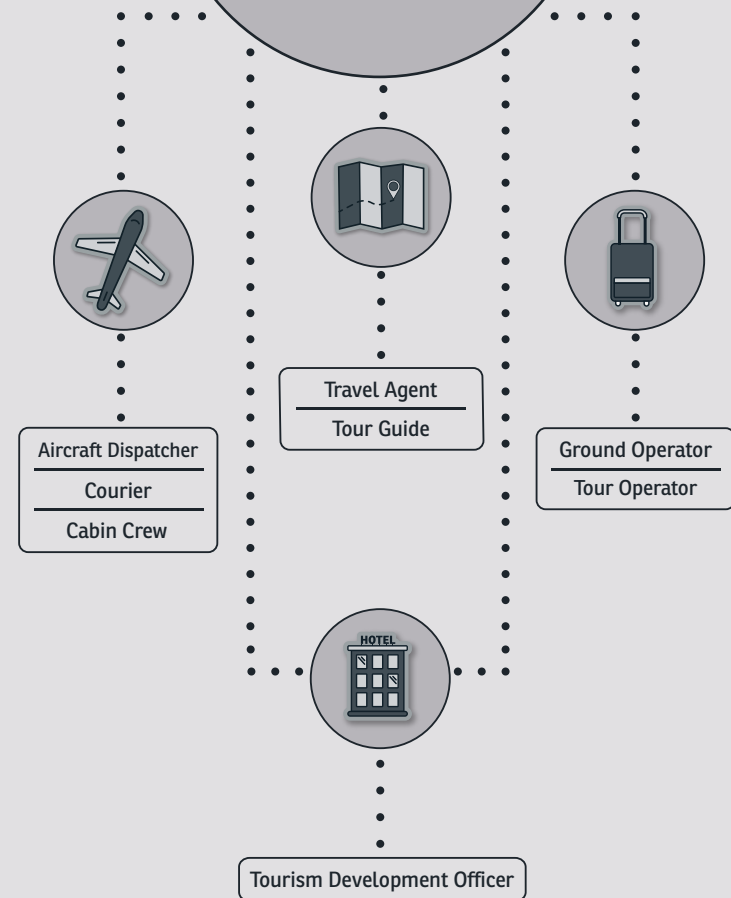 Travel Agent
Tour Guide
Aircraft Dispatcher
Courier
Cabin Crew
Ground Operator
Tour Operator
HOTEL
Tourism Development Officer